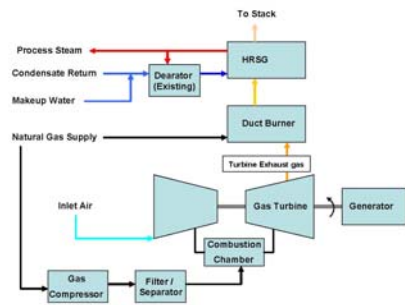 To Stack
Process Steam
HRSG
Condensate Return
Dearator
(Existing)
Makeup Water
Duct Burner
Natural Gas Supply
Turbine Exhaust gas
Gas Turbine
Generator
Inlet Air
Combustion
Chamber
Gas
Compressor
Filter /
Separator